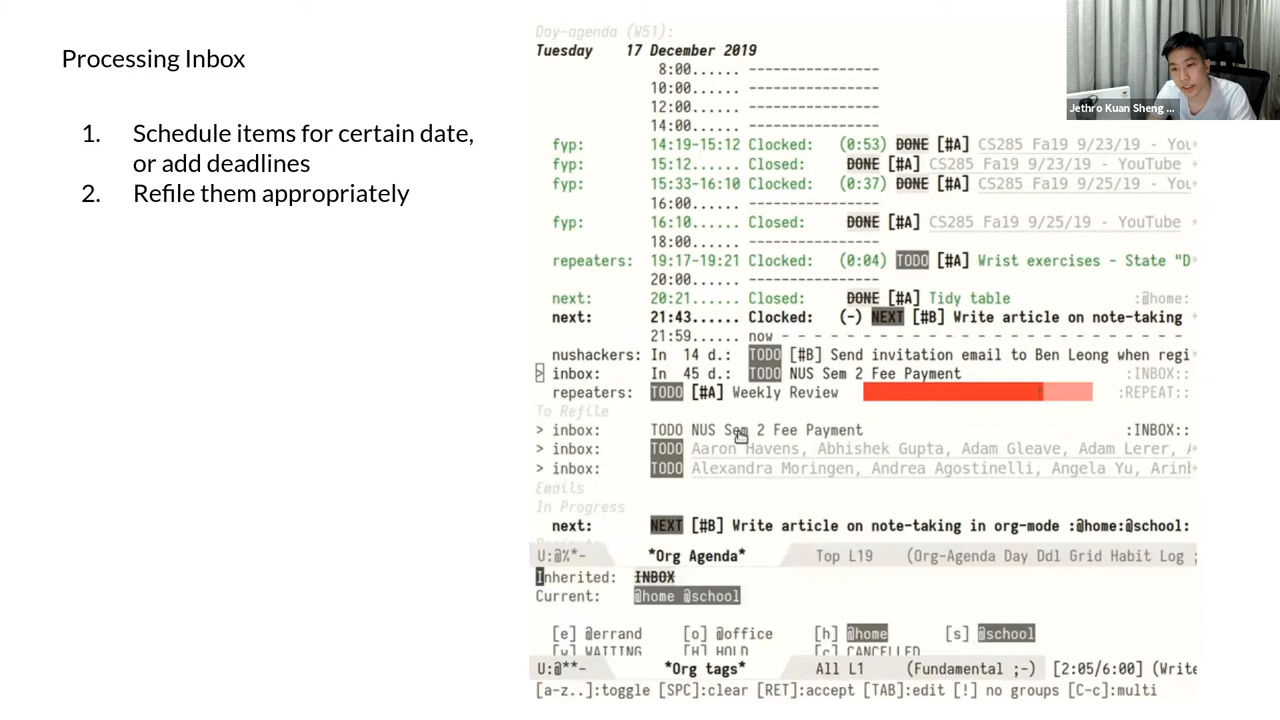 Processing Inbox
1. Schedule items for certain date,
or add deadlines
2. Refile them appropriately
Jethro Kuan Sheng ...
Day-agenda (W51):
Tuesday 17 December 2019
8:00...... ----------------
10:00...... ----------------
12:00...... ----------------
14:00...... ----------------
fyp: 14:19-15:12 Clocked: (0:53) DONE [#A] CS285 Fa19 9/23/19 - You
fyp: 15:12...... Closed: DONE [#A] CS285 Fa19 9/23/19 - YouTube
fyp: 15:33-16:10 Clocked: (0:37) DONE [#A] CS285 Fa19 9/25/19 - You
16:00...... ----------------
fyp: 16:10...... Closed: DONE [#A] CS285 Fa19 9/25/19 - YouTube
18:00...... ----------------
repeaters: 19:17-19:21 Clocked: (0:04) TODO [#A] Wrist exercises - State "D
20:00...... ----------------
next: 20:21...... Closed: DONE [#A] Tidy table :@home:
next: 21:43...... Clocked: (-) NEXT [#B] Write article on note-taking
21:59...... now - - - - - - - - - - - - - - - - - - - - - - - - -
nushackers: In 14 d.: TODO [#B] Send invitation email to Ben Leong when regi
> inbox: In 45 d.: TODO NUS Sem 2 Fee Payment :INBOX::
repeaters: TODO [#A] Weekly Review :REPEAT::
To Refile
> inbox: TODO NUS Sem 2 Fee Payment :INBOX::
> inbox: TODO Aaron Havens, Abhishek Gupta, Adam Gleave, Adam Lerer,
> inbox: TODO Alexandra Moringen, Andrea Agostinelli, Angela Yu, Arin
Emails
In Progress
next: NEXT [#B] Write article on note-taking in org-mode :@home:@school:
U:@%*- *Org Agenda* Top L19 (Org-Agenda Day Ddl Grid Habit Log ;
Inherited: INBOX
Current: @home @school
[e] @errand [o] @office [h] @home [s] @school
[w] WAITING [H] HOLD [c] CANCELLED
U:@**- *Org tags* All L1 (Fundamental ;-) [2:05/6:00] (Write
[a-z..]:toggle [SPC]:clear [RET]:accept [TAB]:edit [!] no groups [C-c]:multi